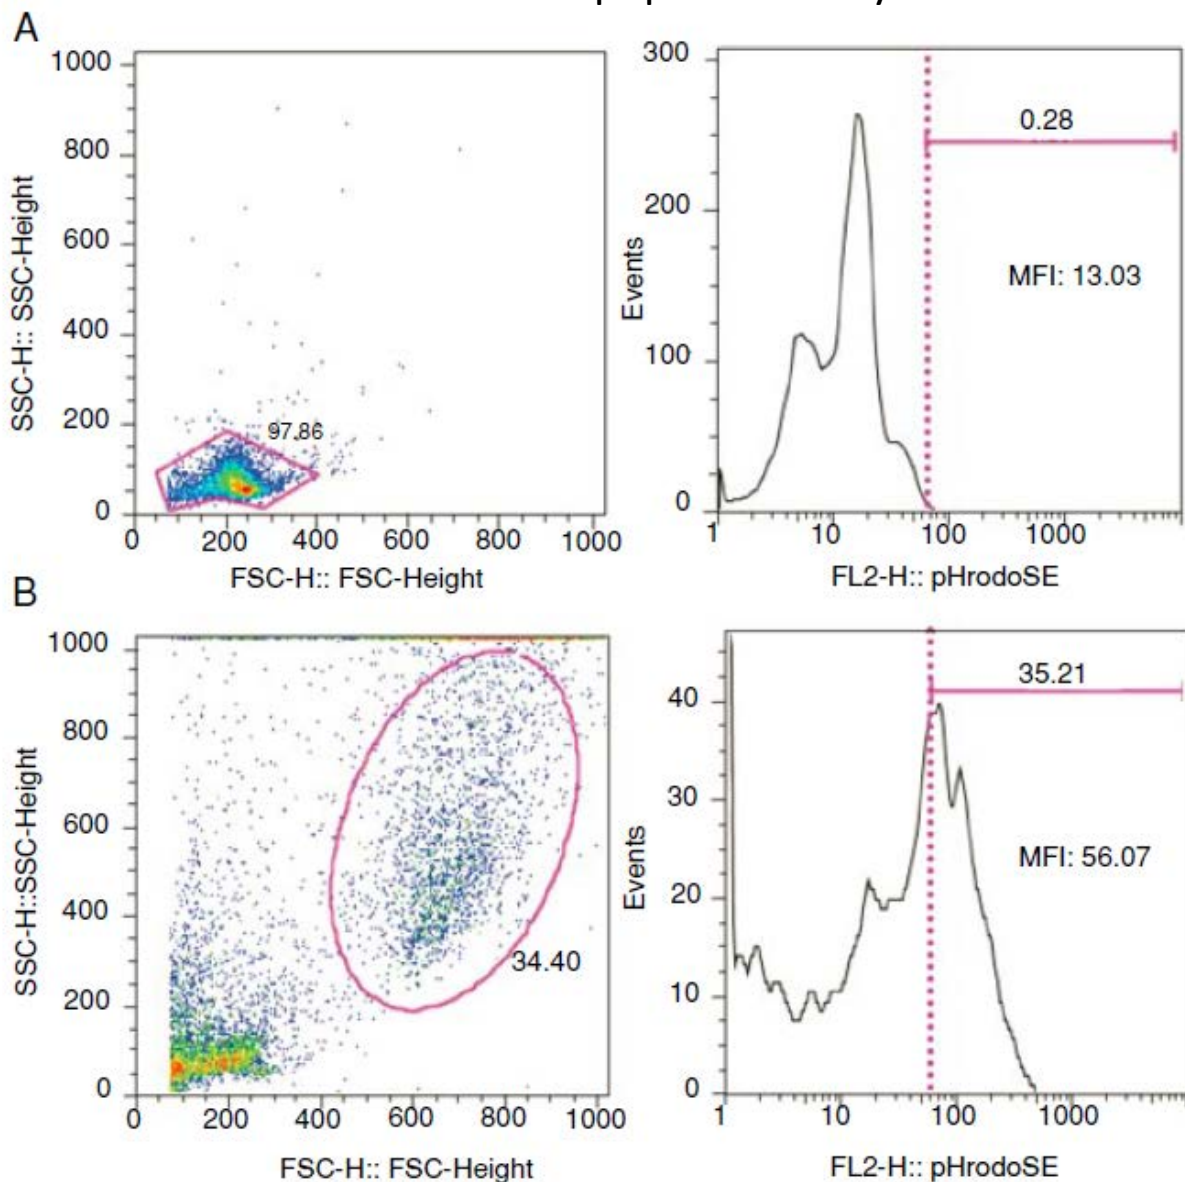 A
1000
800
600
400
200
0
SSC-H:: SSC-Height
97.86
0 200 400 600 800 1000
FSC-H:: FSC-Height
300
200
100
0
Events
0.28
MFI: 13.03
1 10 100 1000
FL2-H:: pHrodoSE
B
1000
800
600
400
200
0
SSC-H::SSC-Height
34.40
0 200 400 600 800 1000
FSC-H:: FSC-Height
40
30
20
10
0
Events
35.21
MFI: 56.07
1 10 100 1000
FL2-H:: pHrodoSE